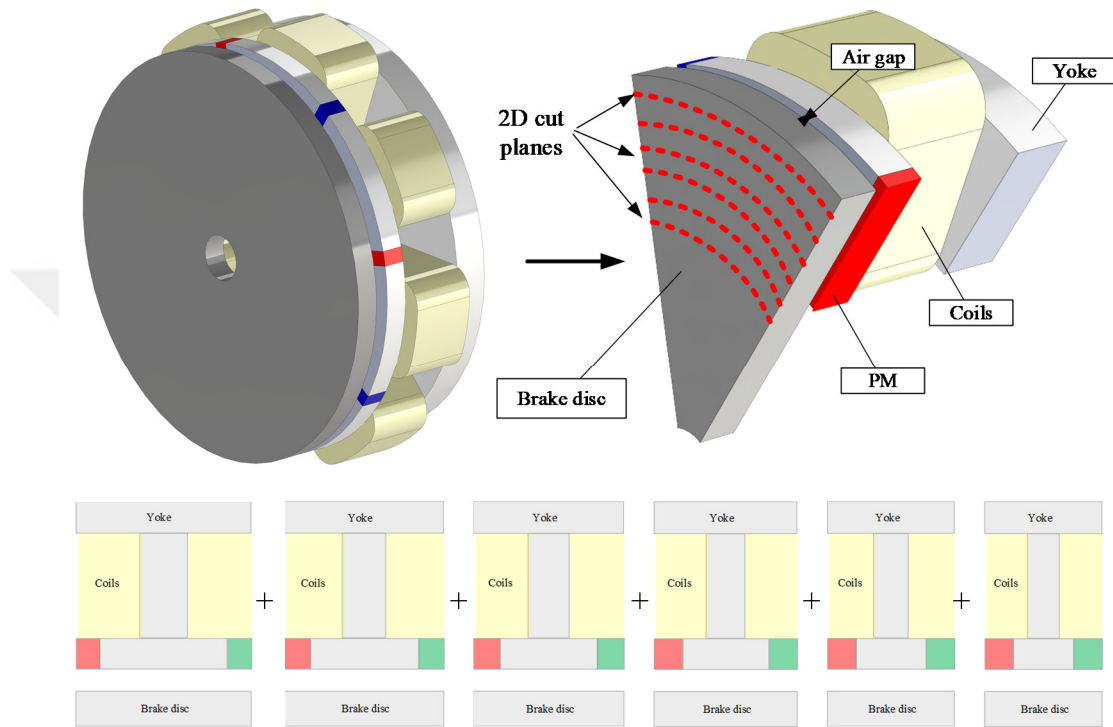 Air gap
Yoke
2D cut
planes
Coils
PM
Brake disc
Yoke
Yoke
Yoke
Yoke
Yoke
Yoke
Coils
Coils
Coils
Coils
Coils
Coils
+
+
+
+
+
Brake disc
Brake disc
Brake disc
Brake disc
Brake disc
Brake disc